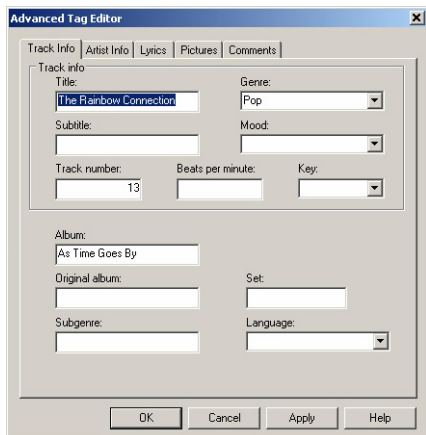 Advanced Tag Editor
Track Info Artist Info Lyrics Pictures Comments
Track info
Title: Genre:
The Rainbow Connection Pop
Subtitle: Mood:
Track number: Beats per minute: Key:
13
Album:
As Time Goes By
Original album: Set:
Subgenre: Language:
OK Cancel Apply Help